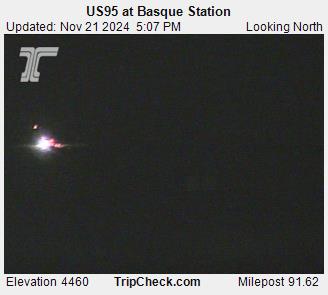 US95 at Basque Station
Updated: Nov 21 2024 5:07 PM Looking North
Elevation 4460 TripCheck.com Milepost 91.62